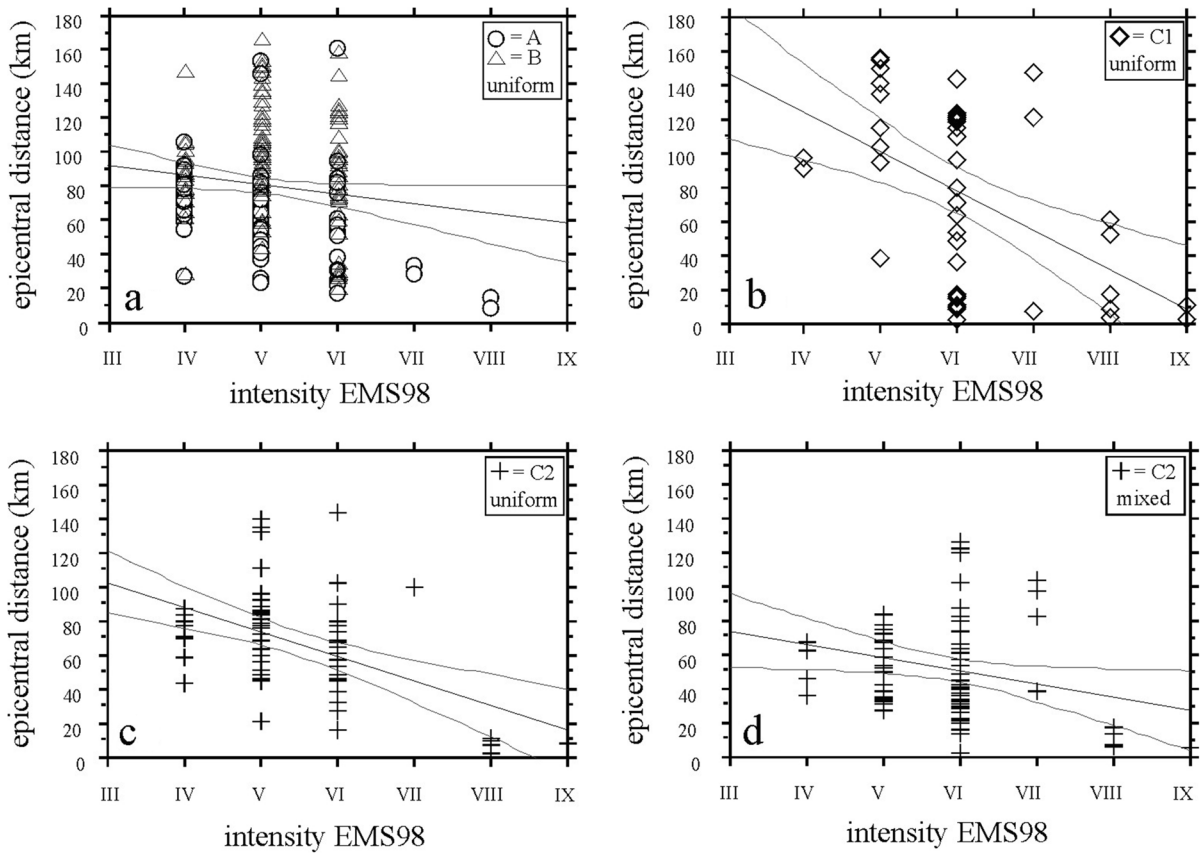 180
160
140
120
100
80
60
40
20
0
epicentral distance (km)
= A
= B
uniform
a
III IV V VI VII VIII IX
intensity EMS98
180
160
140
120
100
80
60
40
20
0
epicentral distance (km)
= C1
uniform
b
III IV V VI VII VIII IX
intensity EMS98
180
160
140
120
100
80
60
40
20
0
epicentral distance (km)
= C2
uniform
c
III IV V VI VII VIII IX
intensity EMS98
180
160
140
120
100
80
60
40
20
0
epicentral distance (km)
= C2
mixed
d
III IV V VI VII VIII IX
intensity EMS98